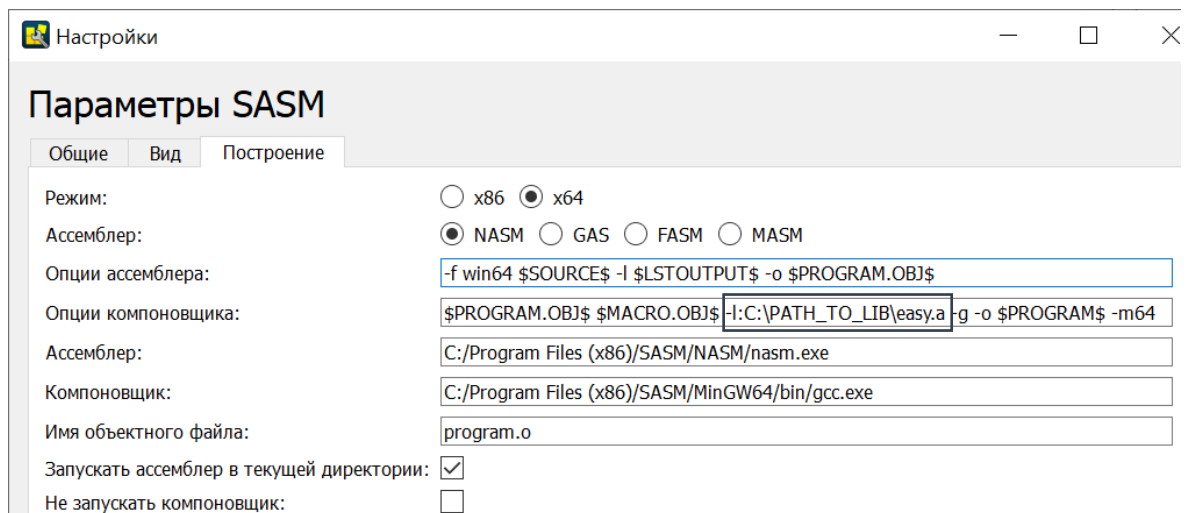 Настройки
Параметры SASM
Общие Вид Построение
Режим: x86 x64
Ассемблер: NASM GAS FASM MASM
Опции ассемблера: -f win64 $SOURCE$ -l $LSTOUTPUT$ -o $PROGRAM.OBJ$
Опции компоновщика: $PROGRAM.OBJ$ $MACRO.OBJ$ -l:C:\PATH_TO_LIB\easy.a -g -o $PROGRAM$ -m64
Ассемблер: C:/Program Files (x86)/SASM/NASM/nasm.exe
Компоновщик: C:/Program Files (x86)/SASM/MinGW64/bin/gcc.exe
Имя объектного файла: program.o
Запускать ассемблер в текущей директории:
Не запускать компоновщик: